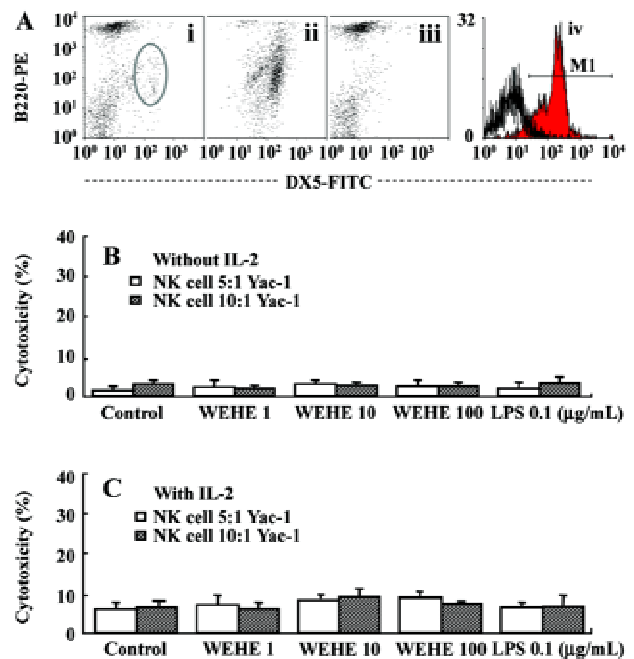 A
B220-PE
10⁴
10³
10²
10¹
10⁰
i
ii
iii
iv
M1
32
0
10⁰ 10¹ 10² 10³
10⁰ 10¹ 10² 10³
10⁰ 10¹ 10² 10³
10⁰ 10¹ 10² 10³ 10⁴
DX5-FITC
B
Without IL-2
NK cell 5:1 Yac-1
NK cell 10:1 Yac-1
Cytotoxicity (%)
40
30
20
10
0
Control WEHE 1 WEHE 10 WEHE 100 LPS 0.1 (µg/mL)
C
With IL-2
NK cell 5:1 Yac-1
NK cell 10:1 Yac-1
Cytotoxicity (%)
40
30
20
10
0
Control WEHE 1 WEHE 10 WEHE 100 LPS 0.1 (µg/mL)